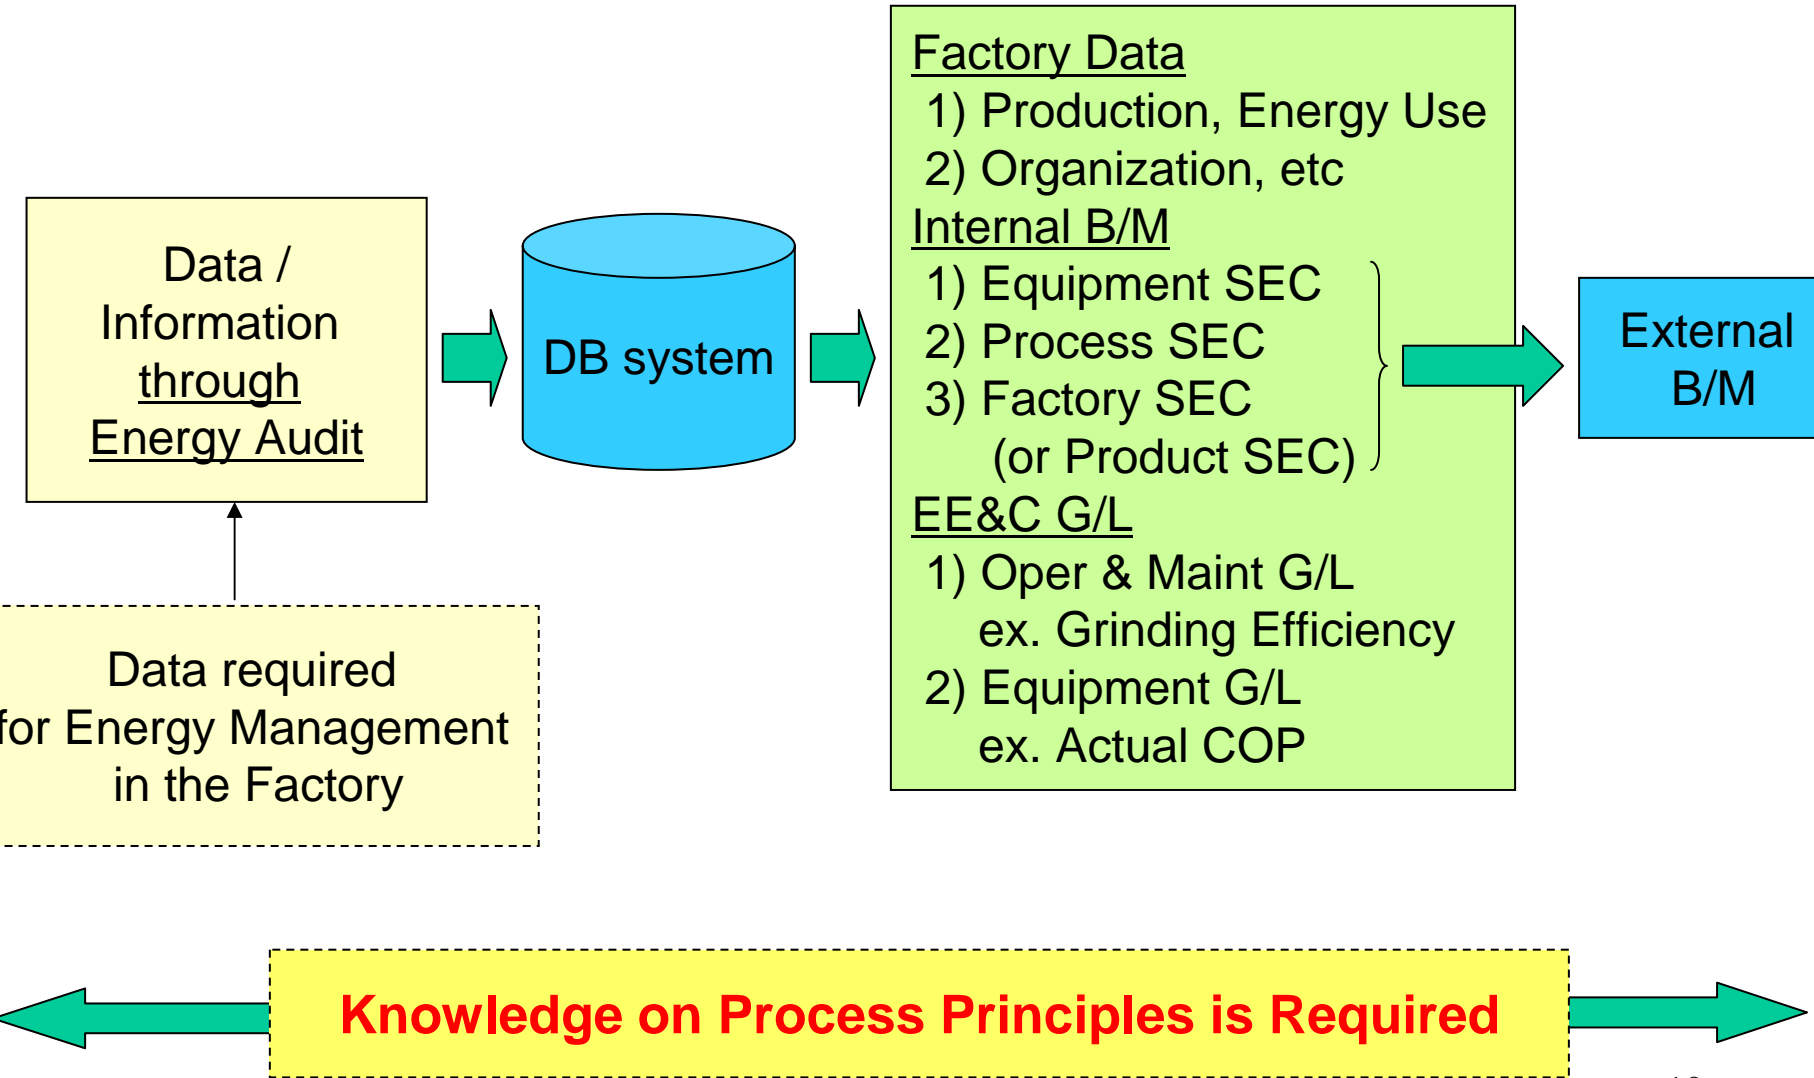 Data /
Information
through
Energy Audit
Data required
for Energy Management
in the Factory
DB system
Factory Data
1) Production, Energy Use
2) Organization, etc
Internal B/M
1) Equipment SEC
2) Process SEC
3) Factory SEC
(or Product SEC)
EE&C G/L
1) Oper & Maint G/L
ex. Grinding Efficiency
2) Equipment G/L
ex. Actual COP
External
B/M
Knowledge on Process Principles is Required